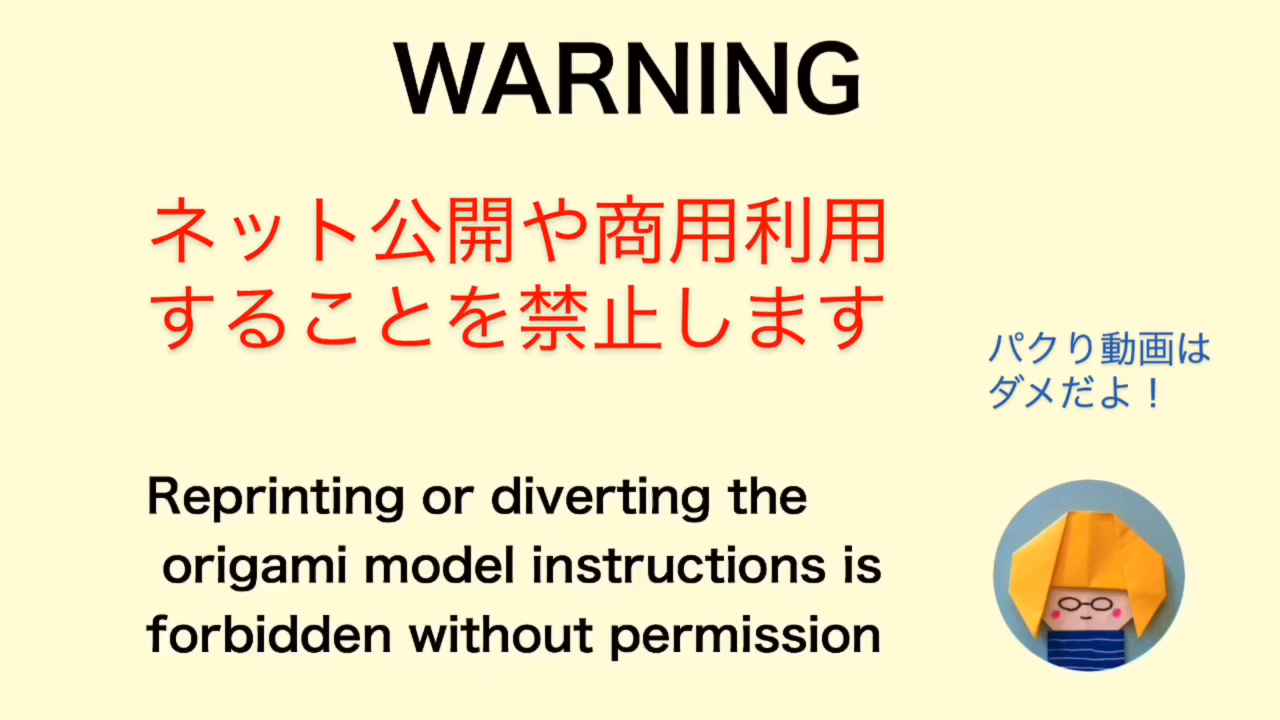 WARNING
ネット公開や商用利用
することを禁止します
パクり動画は
ダメだよ！
Reprinting or diverting the
origami model instructions is
forbidden without permission